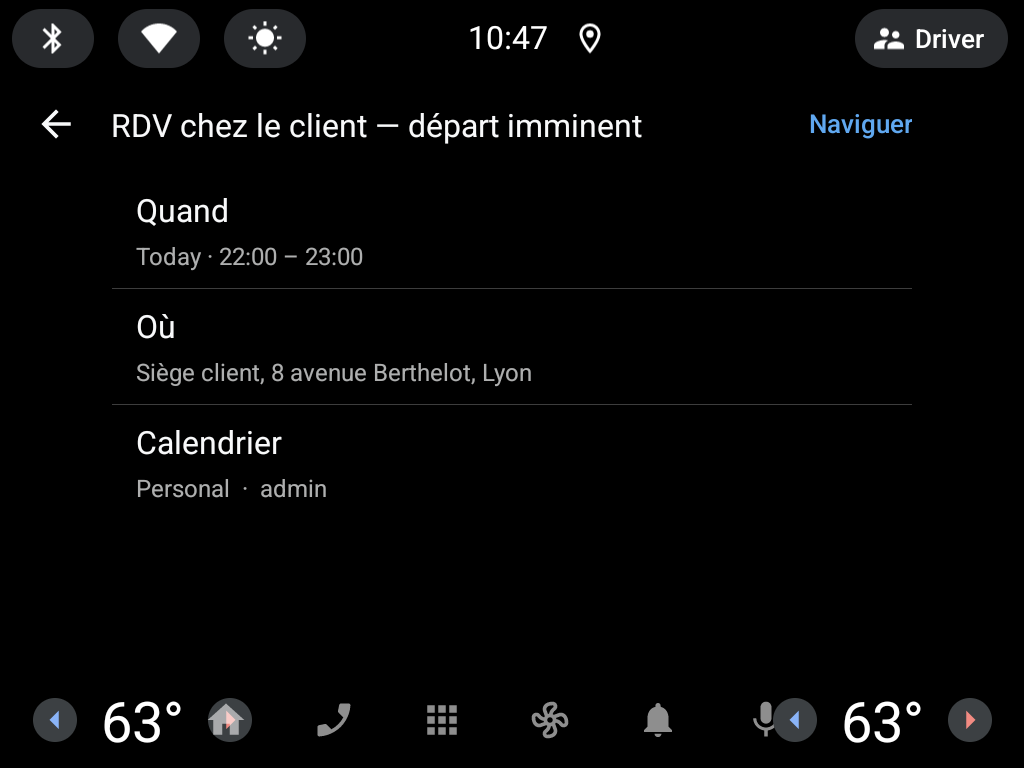 10:47
Driver
RDV chez le client — départ imminent
Naviguer
Quand
Today · 22:00 – 23:00
Où
Siège client, 8 avenue Berthelot, Lyon
Calendrier
Personal · admin
63° 63°